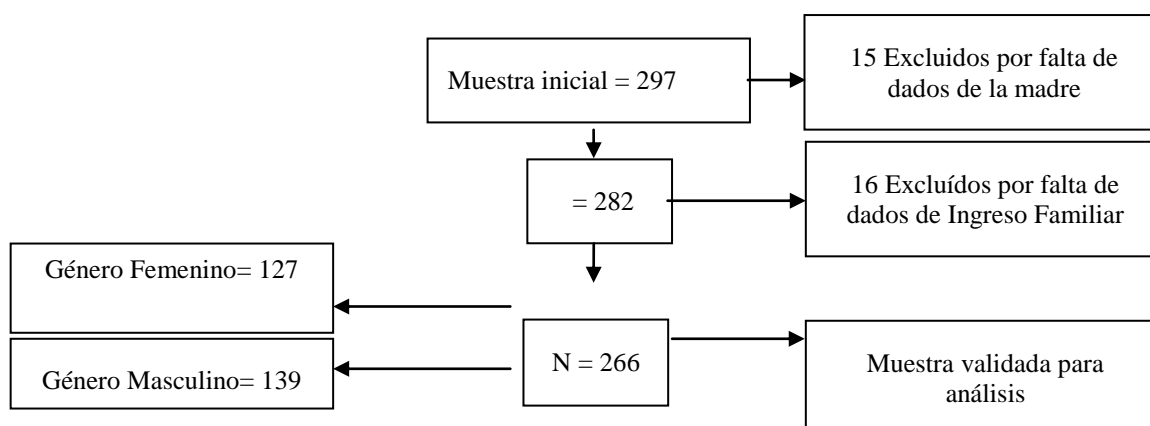 Muestra inicial = 297
15 Excluidos por falta de
dados de la madre
= 282
16 Excluídos por falta de
dados de Ingreso Familiar
Género Femenino= 127
Género Masculino= 139
N = 266
Muestra validada para
análisis